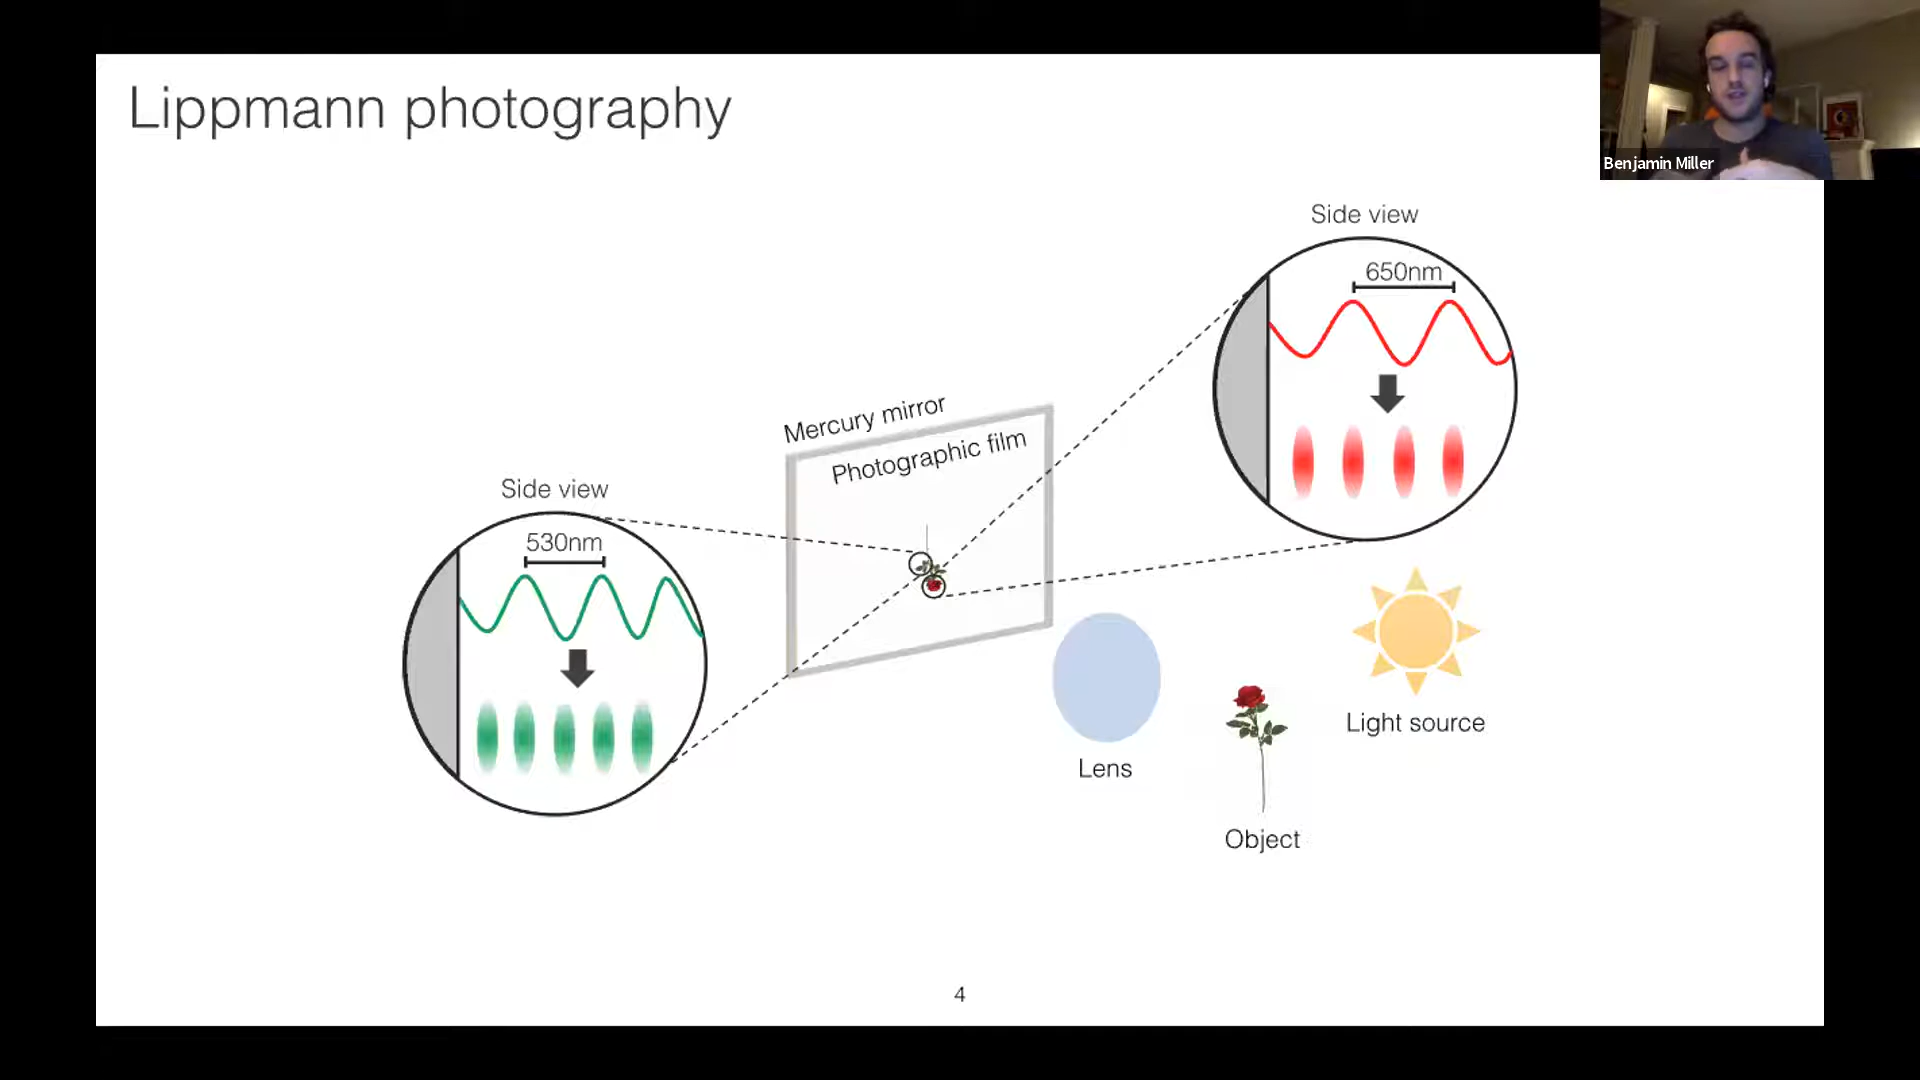 Lippmann photography
Benjamin Miller
Side view
650nm
Mercury mirror
Photographic film
Side view
530nm
Light source
Lens
Object
4